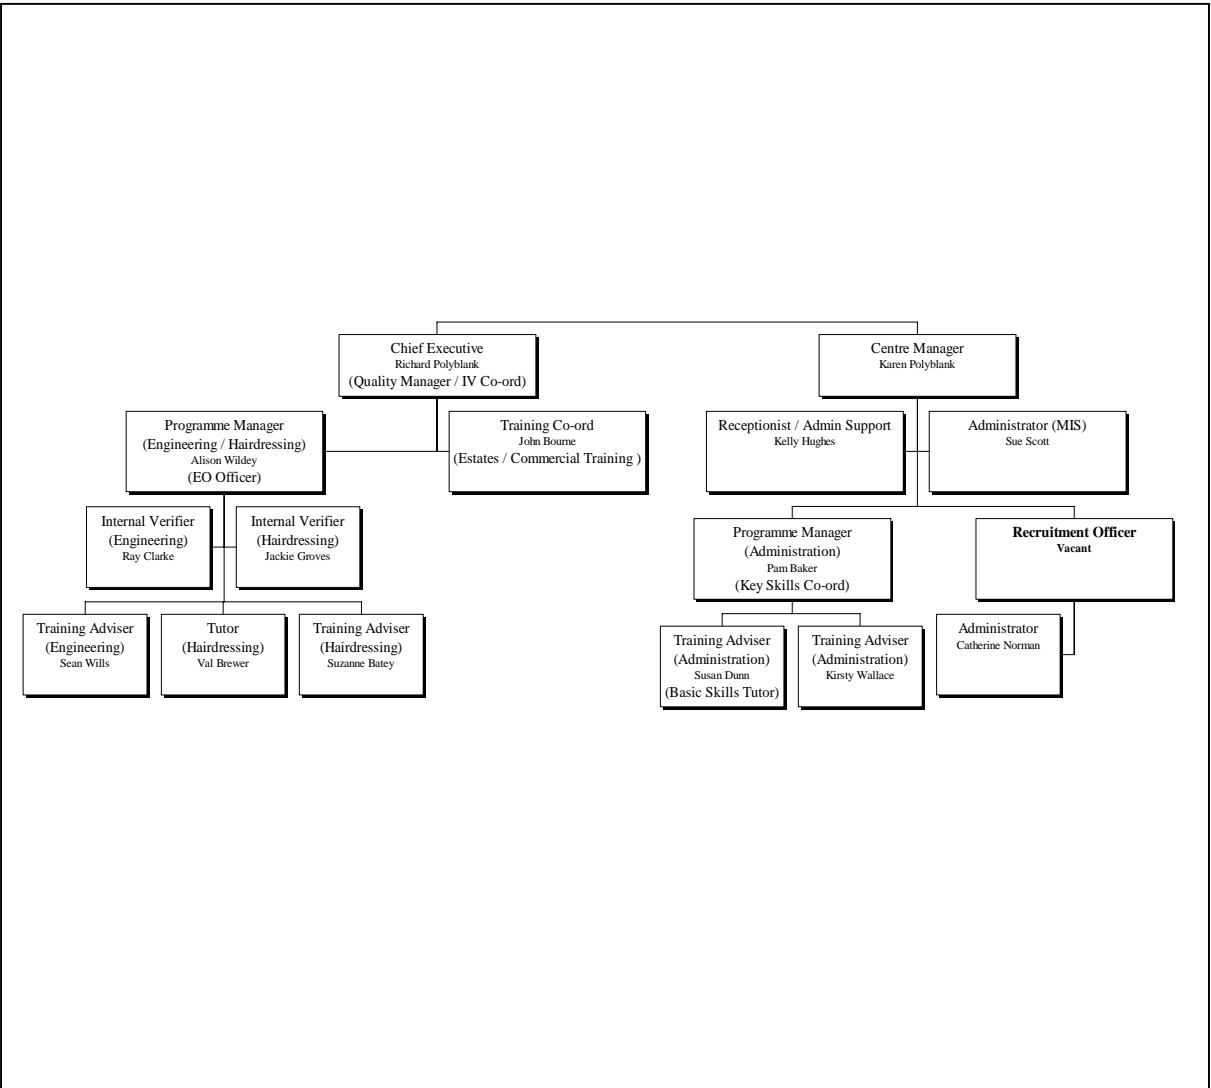 Chief Executive
Richard Polyblank
(Quality Manager / IV Co-ord)
Centre Manager
Karen Polyblank
Programme Manager
(Engineering / Hairdressing)
Alison Wildey
(EO Officer)
Training Co-ord
John Bourne
(Estates / Commercial Training )
Receptionist / Admin Support
Kelly Hughes
Administrator (MIS)
Sue Scott
Internal Verifier
(Engineering)
Ray Clarke
Internal Verifier
(Hairdressing)
Jackie Groves
Programme Manager
(Administration)
Pam Baker
(Key Skills Co-ord)
Recruitment Officer
Vacant
Training Adviser
(Engineering)
Sean Wills
Tutor
(Hairdressing)
Val Brewer
Training Adviser
(Hairdressing)
Suzanne Batey
Training Adviser
(Administration)
Susan Dunn
(Basic Skills Tutor)
Training Adviser
(Administration)
Kirsty Wallace
Administrator
Catherine Norman